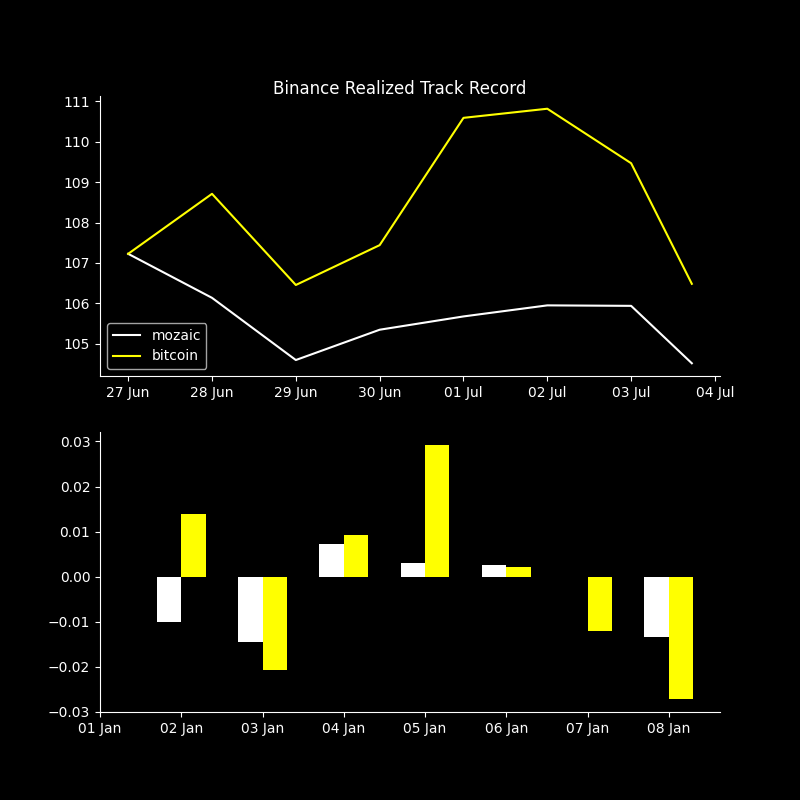 Binance Realized Track Record
111
110
109
108
107
106
105
mozaic
bitcoin
27 Jun 28 Jun 29 Jun 30 Jun 01 Jul 02 Jul 03 Jul 04 Jul
0.03
0.02
0.01
0.00
−0.01
−0.02
−0.03
01 Jan 02 Jan 03 Jan 04 Jan 05 Jan 06 Jan 07 Jan 08 Jan